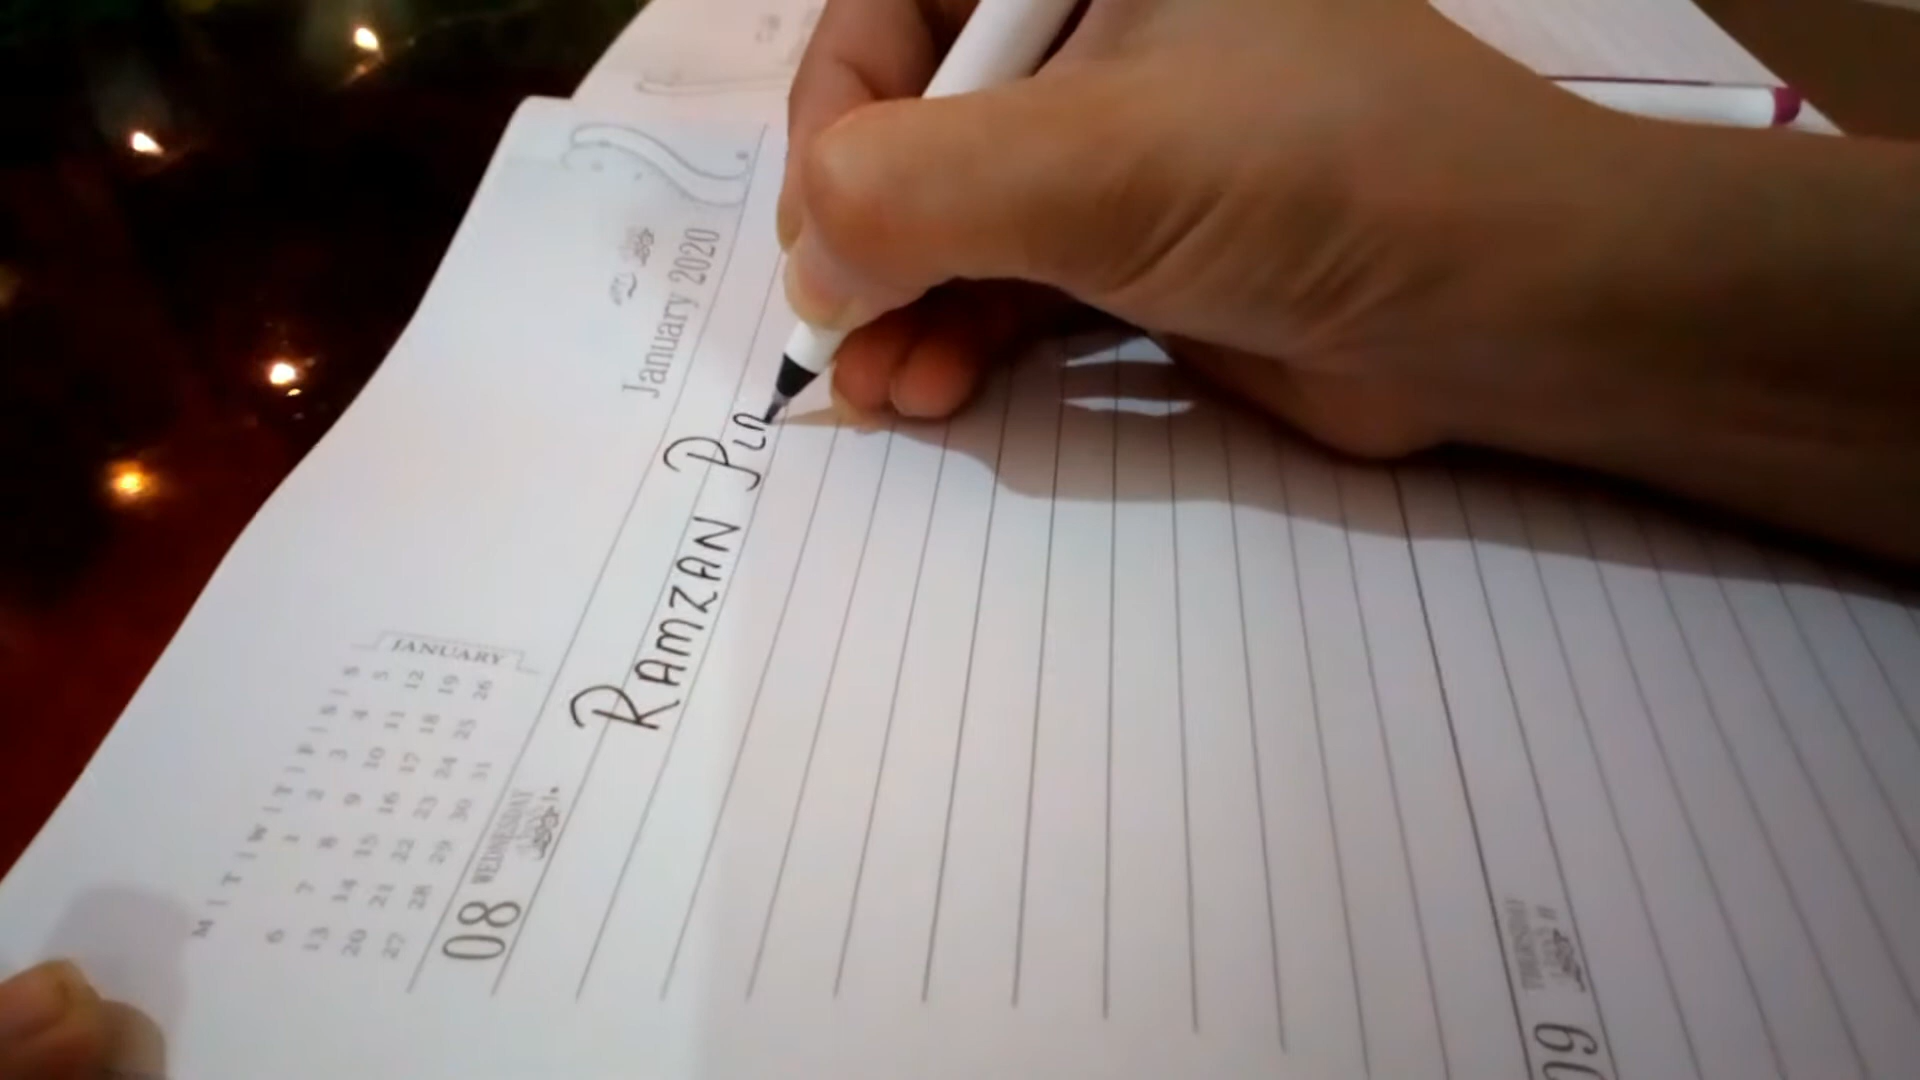 January 2020
RAMZAN PLA
JANUARY
M T W T F S S
1 2 3 4 5
6 7 8 9 10 11 12
13 14 15 16 17 18 19
20 21 22 23 24 25 26
27 28 29 30 31
08 WEDNESDAY
09 THURSDAY